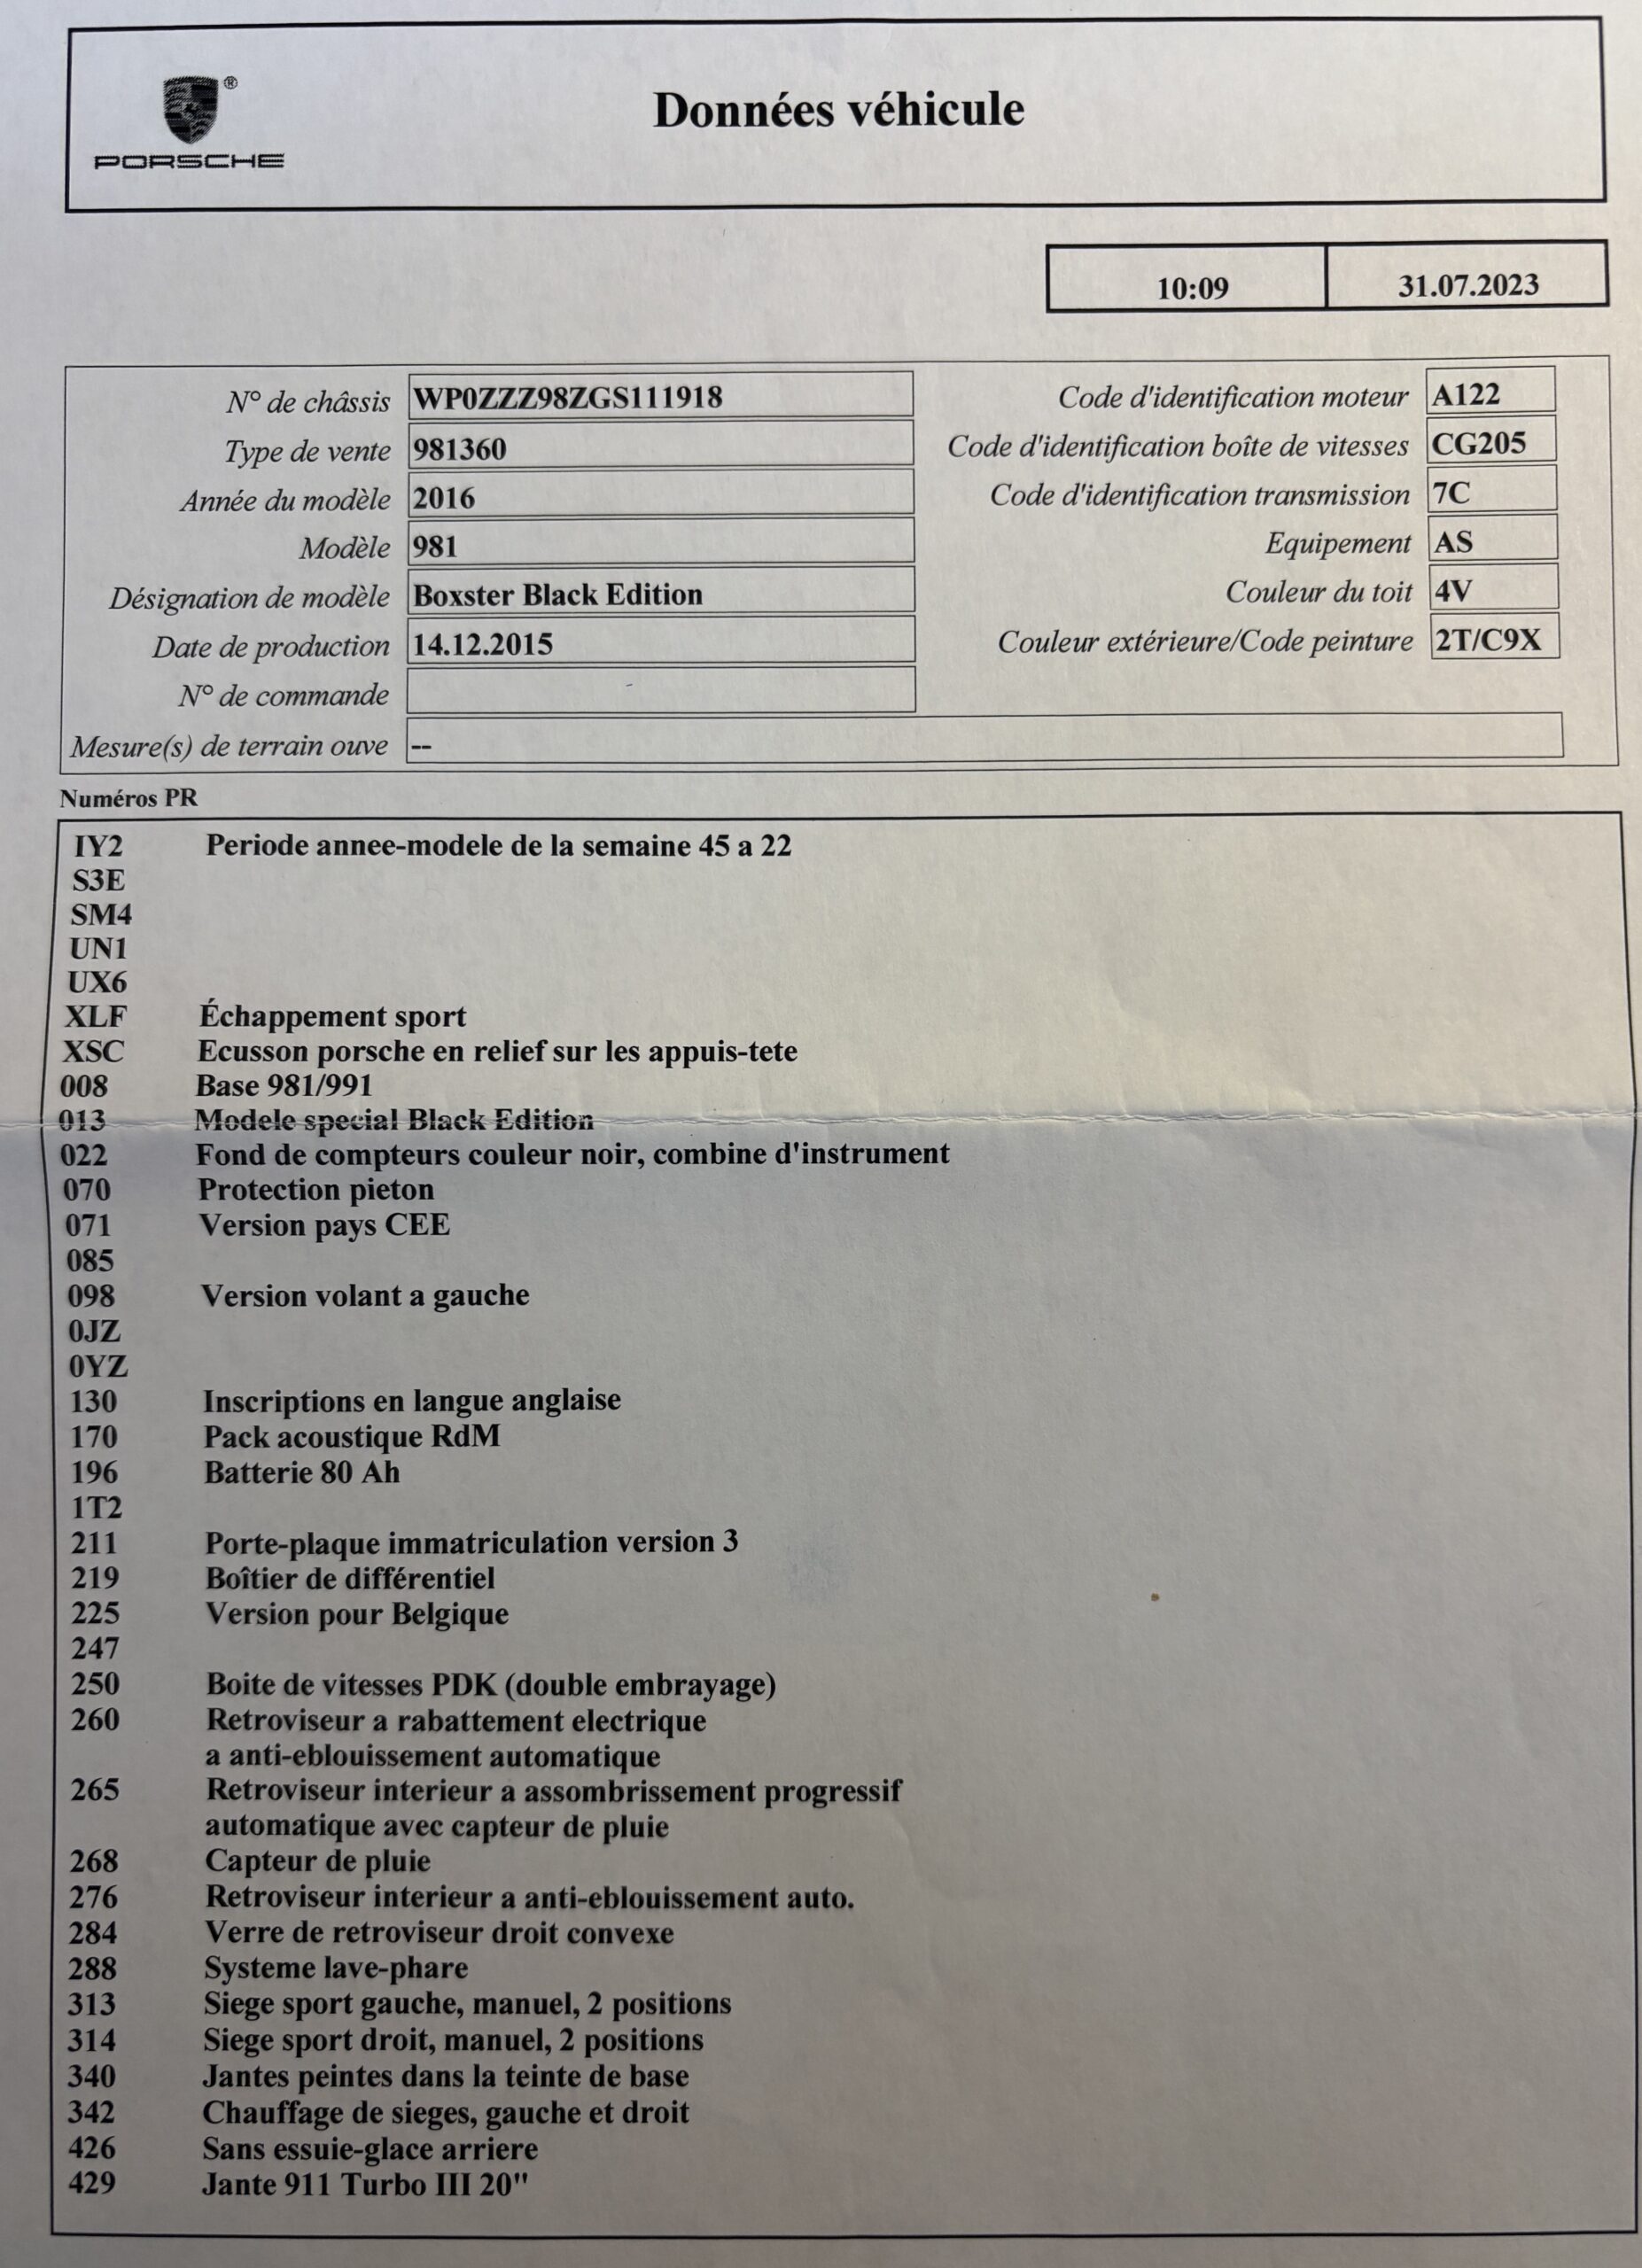 ®
PORSCHE
Données véhicule
10:09 31.07.2023
N° de châssis WP0ZZZ98ZGS111918 Code d'identification moteur A122
Type de vente 981360 Code d'identification boîte de vitesses CG205
Année du modèle 2016 Code d'identification transmission 7C
Modèle 981 Equipement AS
Désignation de modèle Boxster Black Edition Couleur du toit 4V
Date de production 14.12.2015 Couleur extérieure/Code peinture 2T/C9X
N° de commande
Mesure(s) de terrain ouve --
Numéros PR
IY2 Periode annee-modele de la semaine 45 a 22
S3E
SM4
UN1
UX6
XLF Échappement sport
XSC Ecusson porsche en relief sur les appuis-tete
008 Base 981/991
013 Modele special Black Edition
022 Fond de compteurs couleur noir, combine d'instrument
070 Protection pieton
071 Version pays CEE
085
098 Version volant a gauche
0JZ
0YZ
130 Inscriptions en langue anglaise
170 Pack acoustique RdM
196 Batterie 80 Ah
1T2
211 Porte-plaque immatriculation version 3
219 Boîtier de différentiel
225 Version pour Belgique
247
250 Boite de vitesses PDK (double embrayage)
260 Retroviseur a rabattement electrique
a anti-eblouissement automatique
265 Retroviseur interieur a assombrissement progressif
automatique avec capteur de pluie
268 Capteur de pluie
276 Retroviseur interieur a anti-eblouissement auto.
284 Verre de retroviseur droit convexe
288 Systeme lave-phare
313 Siege sport gauche, manuel, 2 positions
314 Siege sport droit, manuel, 2 positions
340 Jantes peintes dans la teinte de base
342 Chauffage de sieges, gauche et droit
426 Sans essuie-glace arriere
429 Jante 911 Turbo III 20"